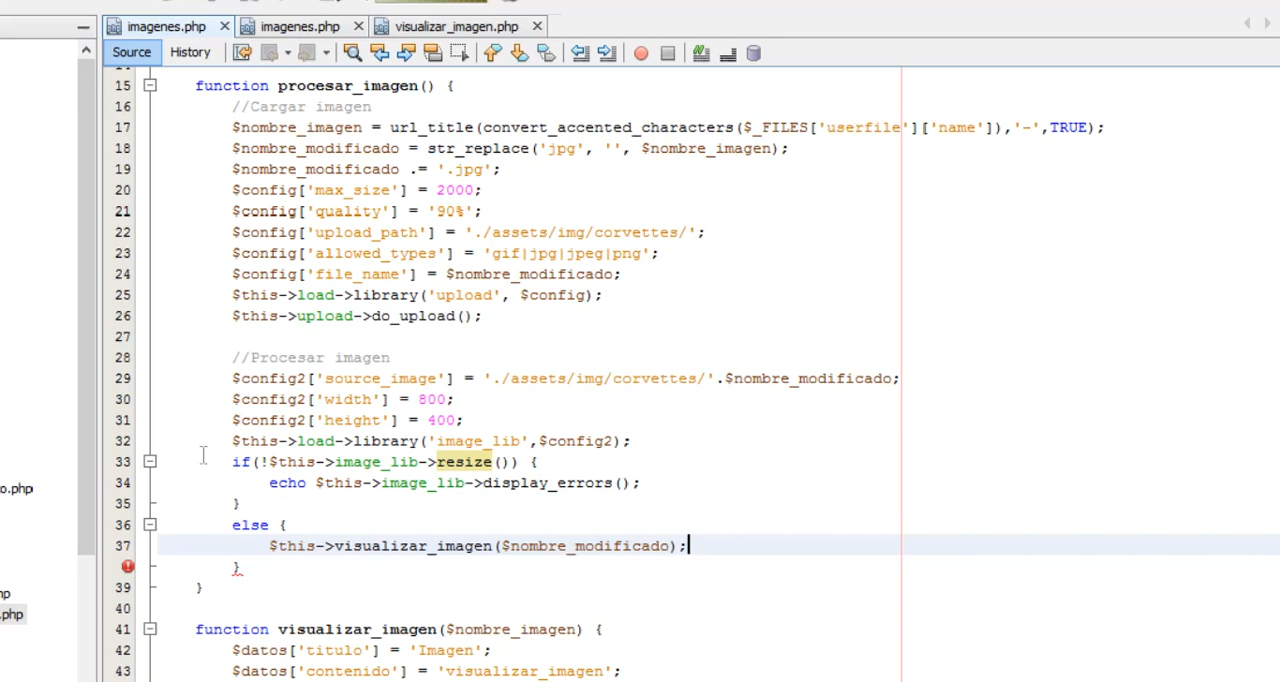 imagenes.php imagenes.php visualizar_imagen.php
Source History
15 function procesar_imagen() {
16 //Cargar imagen
17 $nombre_imagen = url_title(convert_accented_characters($_FILES['userfile']['name']),'-',TRUE);
18 $nombre_modificado = str_replace('jpg', '', $nombre_imagen);
19 $nombre_modificado .= '.jpg';
20 $config['max_size'] = 2000;
21 $config['quality'] = '90%';
22 $config['upload_path'] = './assets/img/corvettes/';
23 $config['allowed_types'] = 'gif|jpg|jpeg|png';
24 $config['file_name'] = $nombre_modificado;
25 $this->load->library('upload', $config);
26 $this->upload->do_upload();
27
28 //Procesar imagen
29 $config2['source_image'] = './assets/img/corvettes/'.$nombre_modificado;
30 $config2['width'] = 800;
31 $config2['height'] = 400;
32 $this->load->library('image_lib',$config2);
33 if(!$this->image_lib->resize()) {
34 echo $this->image_lib->display_errors();
35 }
36 else {
37 $this->visualizar_imagen($nombre_modificado);
}
39 }
40
41 function visualizar_imagen($nombre_imagen) {
42 $datos['titulo'] = 'Imagen';
43 $datos['contenido'] = 'visualizar_imagen';
o.php
.php